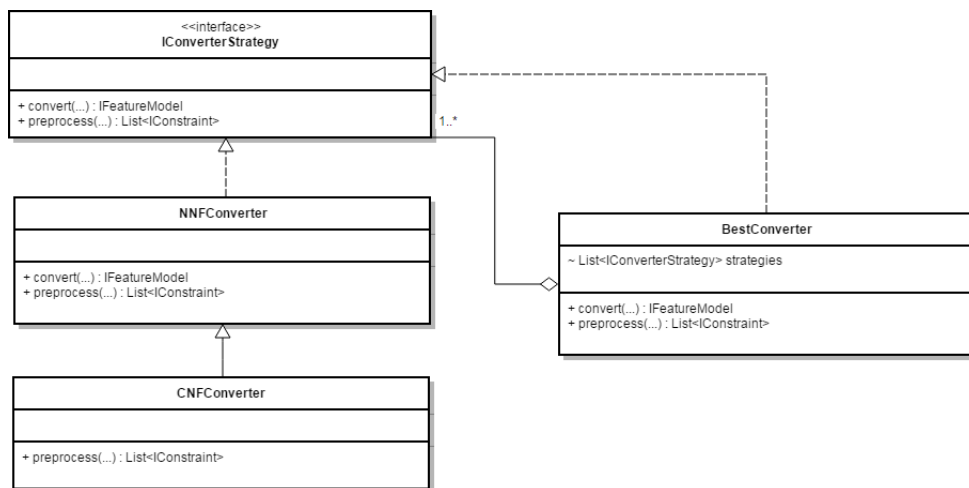 <<interface>>
IConverterStrategy
+ convert(...) : IFeatureModel
+ preprocess(...) : List<IConstraint>
1..*
NNFConverter
+ convert(...) : IFeatureModel
+ preprocess(...) : List<IConstraint>
BestConverter
~ List<IConverterStrategy> strategies
+ convert(...) : IFeatureModel
+ preprocess(...) : List<IConstraint>
CNFConverter
+ preprocess(...) : List<IConstraint>